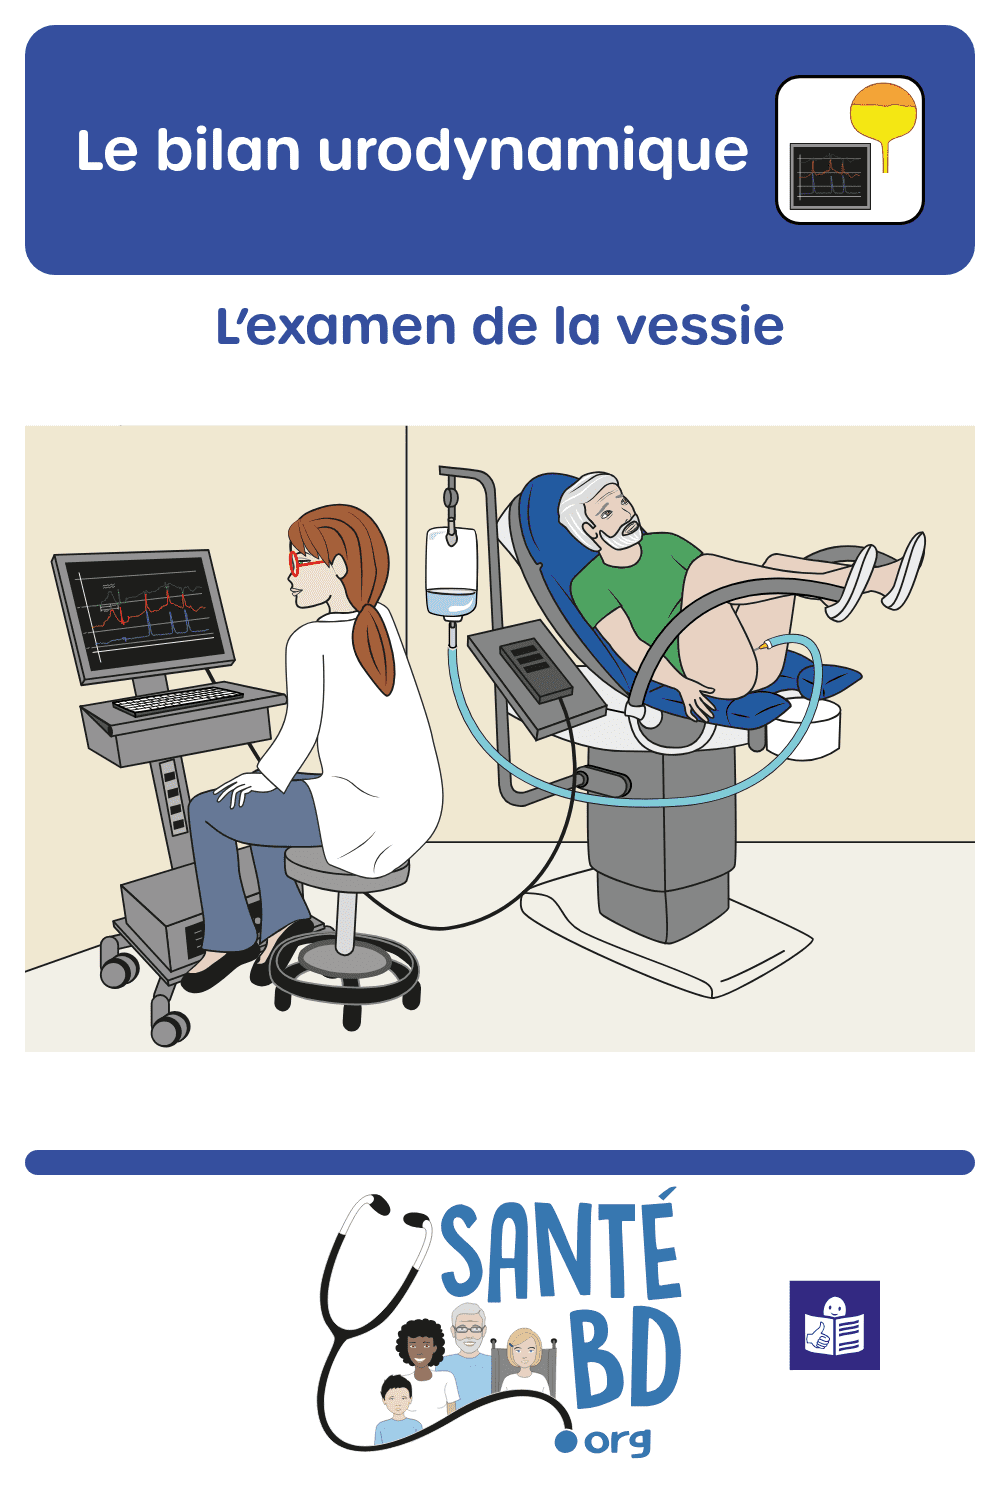 Le bilan urodynamique
L'examen de la vessie
SANTÉ
BD
.org